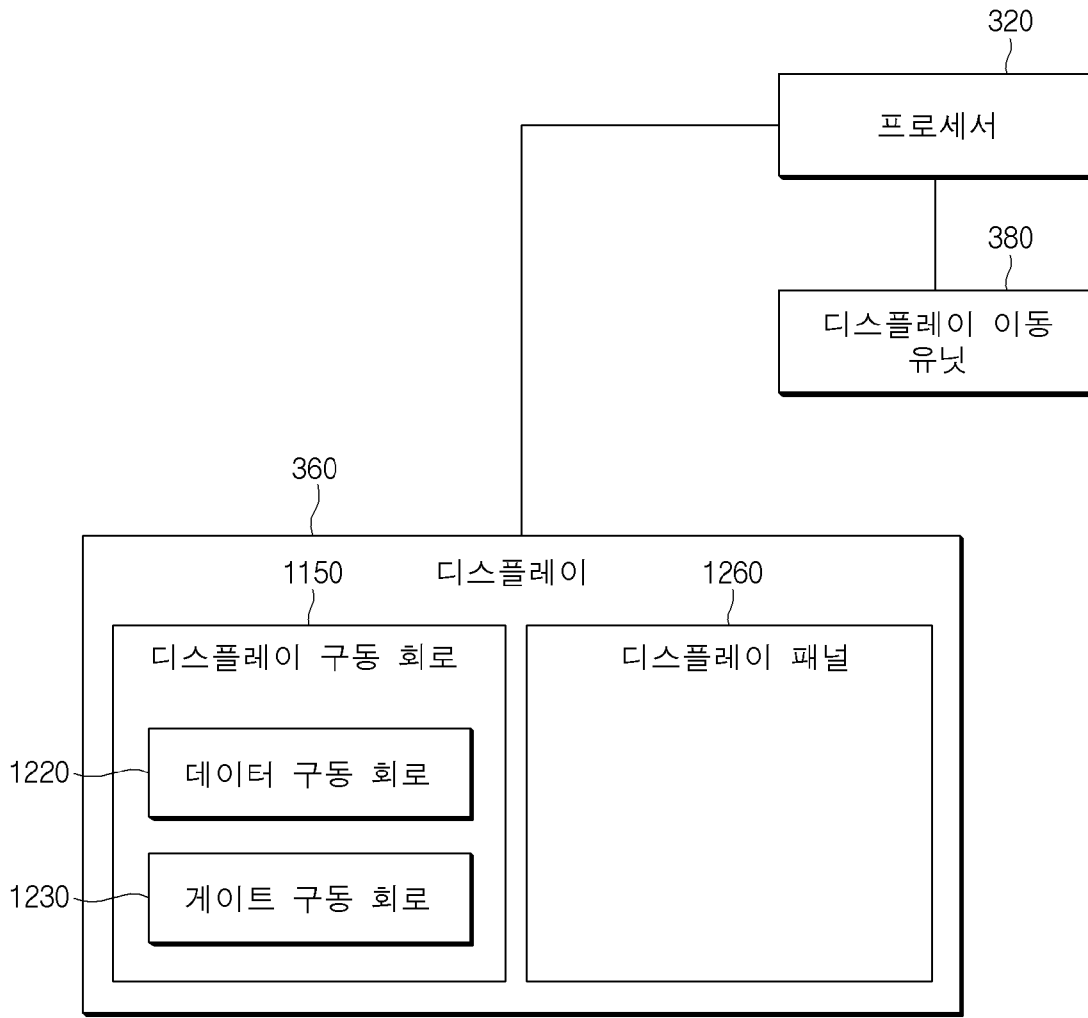 320
프로세서
380
디스플레이 이동
유닛
360
디스플레이
1150
1260
디스플레이 구동 회로
디스플레이 패널
1220
데이터 구동 회로
1230
게이트 구동 회로